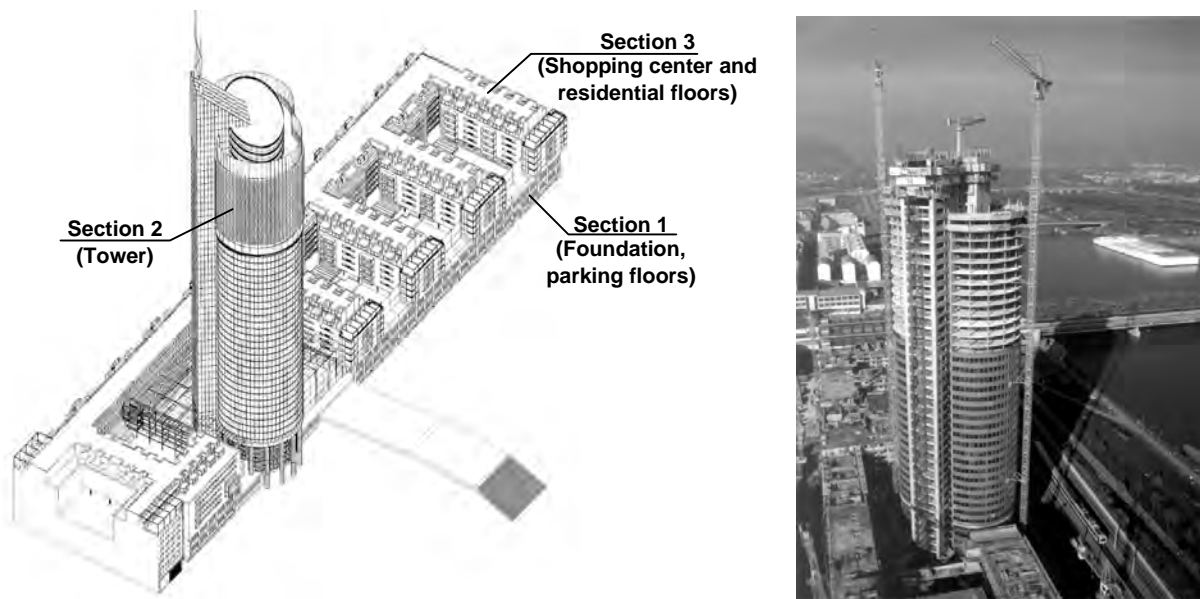 Section 3
(Shopping center and
residential floors)
Section 2
(Tower)
Section 1
(Foundation,
parking floors)